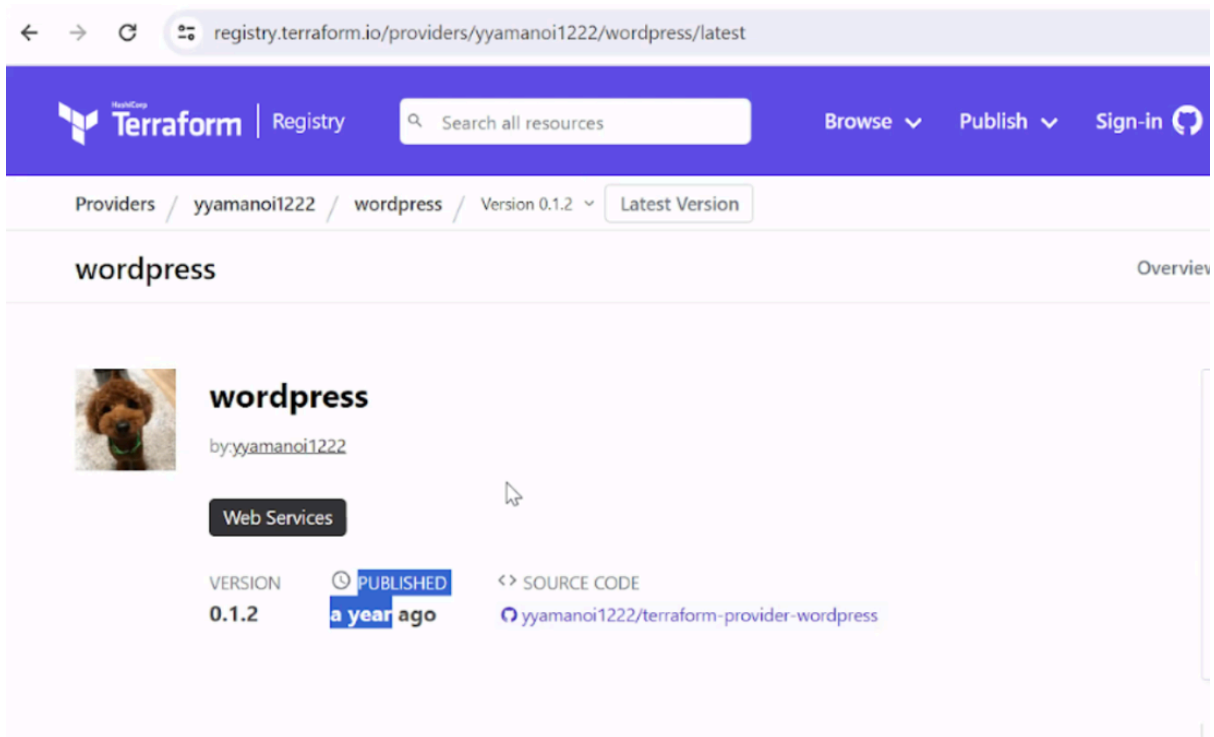 registry.terraform.io/providers/yyamanoi1222/wordpress/latest
HashiCorp
Terraform Registry Search all resources Browse Publish Sign-in
Providers / yyamanoi1222 / wordpress / Version 0.1.2 Latest Version
wordpress Overview
wordpress
by:yyamanoi1222
Web Services
VERSION PUBLISHED <> SOURCE CODE
0.1.2 a year ago yyamanoi1222/terraform-provider-wordpress